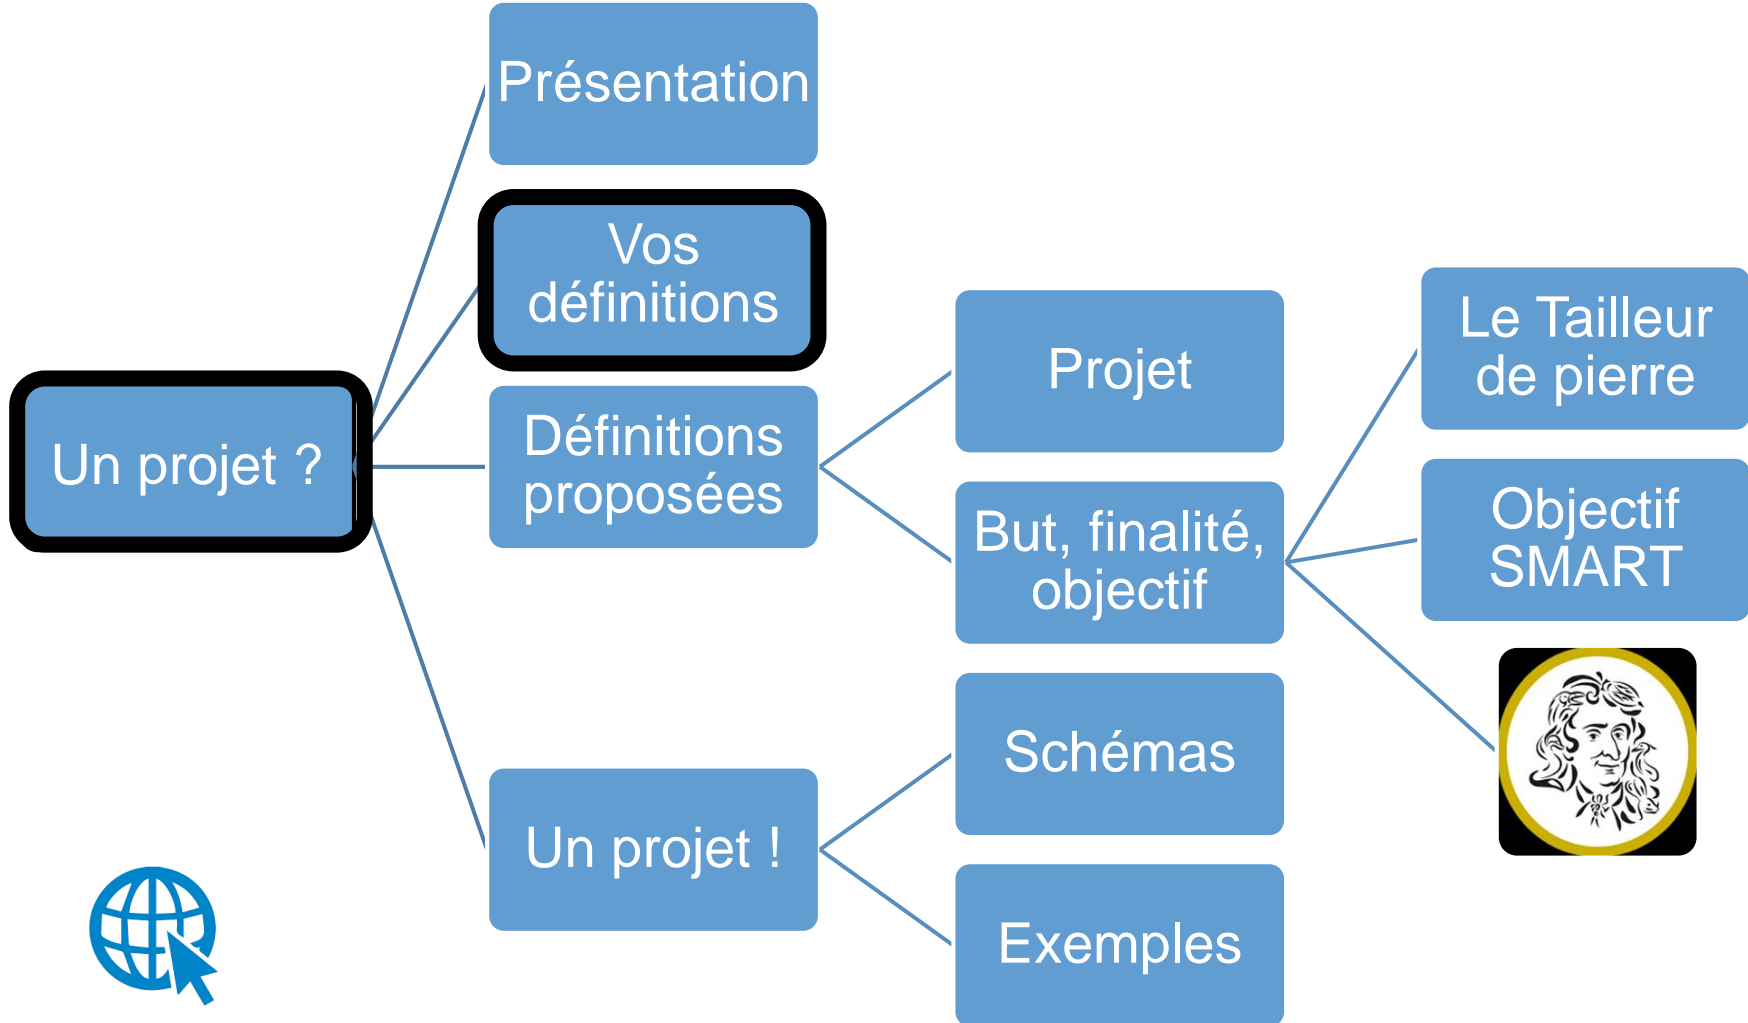 Présentation
Vos
définitions
Un projet ?
Définitions
proposées
Projet
But, finalité,
objectif
Le Tailleur
de pierre
Objectif
SMART
Un projet !
Schémas
Exemples